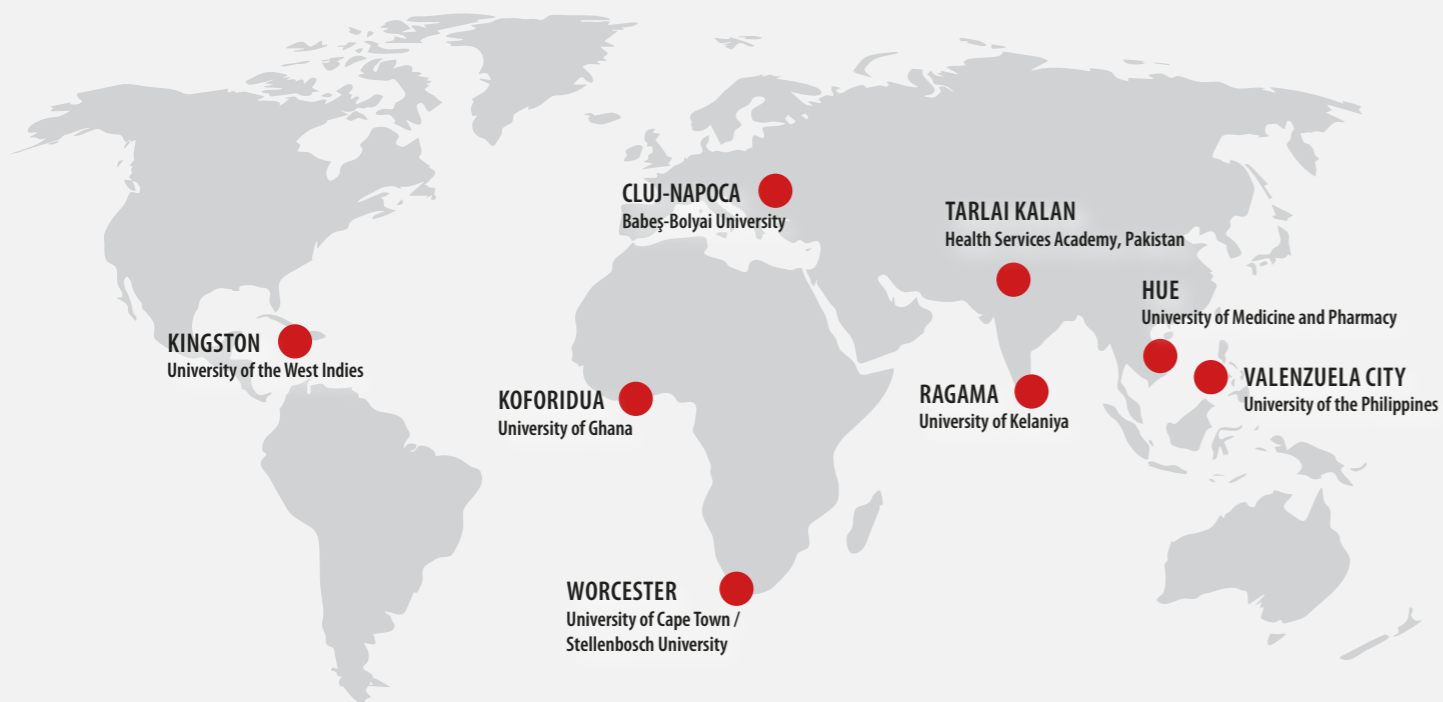 CLUJ-NAPOCA
Babeș-Bolyai University
TARLAI KALAN
Health Services Academy, Pakistan
HUE
University of Medicine and Pharmacy
KINGSTON
University of the West Indies
VALENZUELA CITY
University of the Philippines
RAGAMA
University of Kelaniya
KOFORIDUA
University of Ghana
WORCESTER
University of Cape Town /
Stellenbosch University